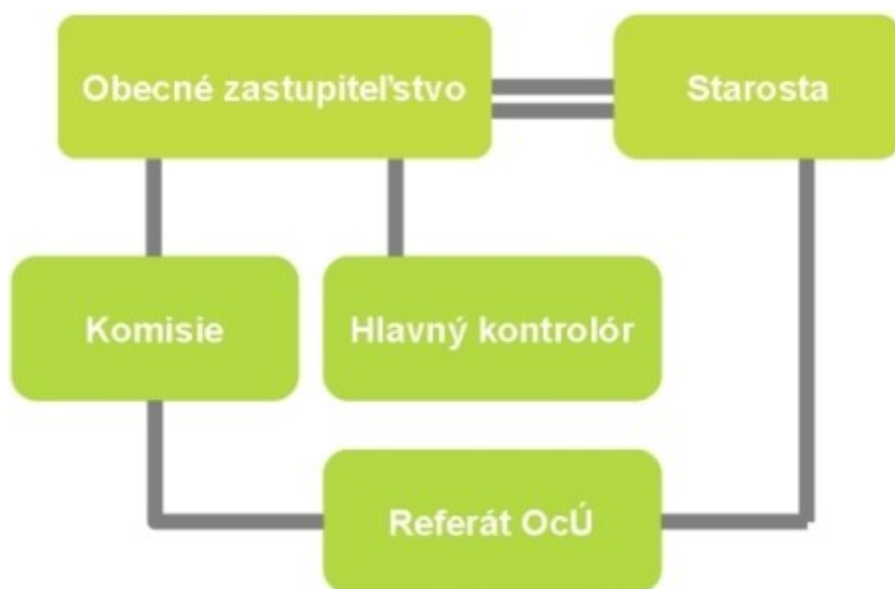 Obecné zastupiteľstvo
Starosta
Komisie
Hlavný kontrolór
Referát OcÚ